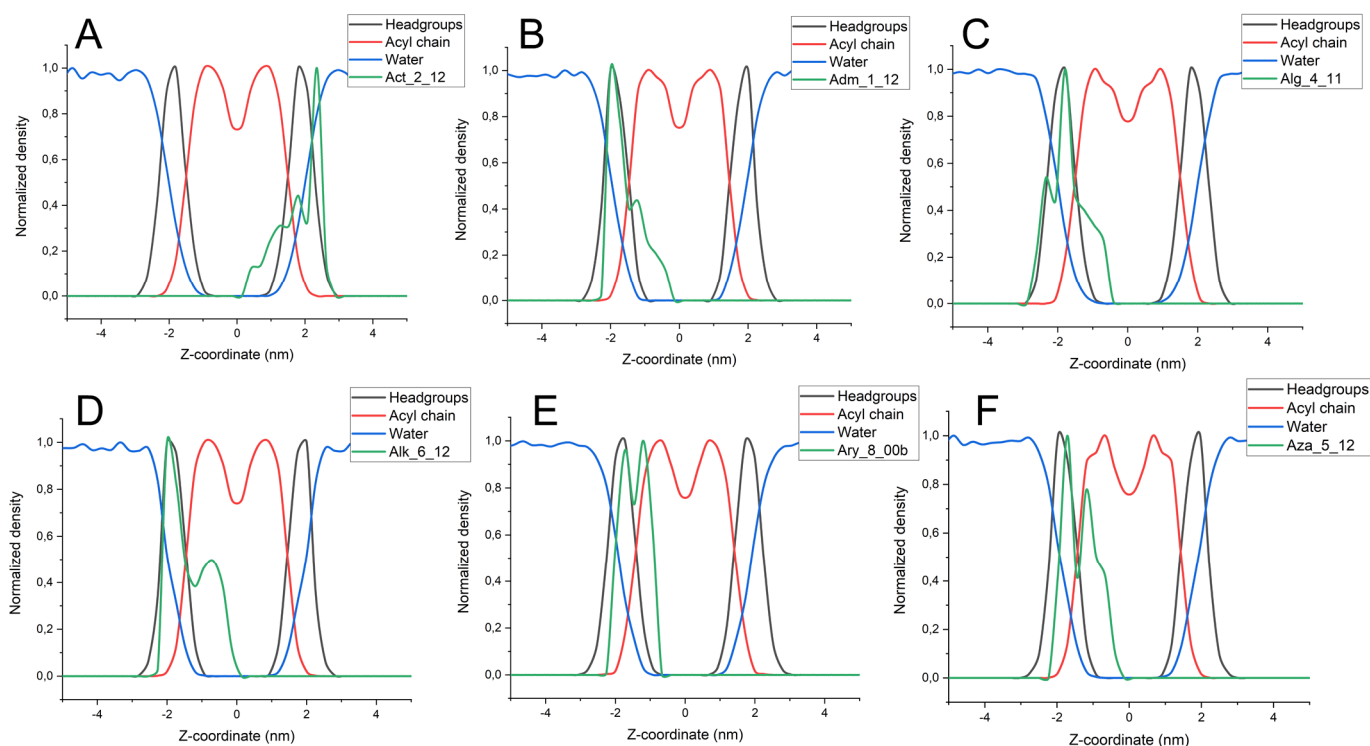 A
Headgroups
Acyl chain
Water
Act_2_12
Normalized density
1,0
0,8
0,6
0,4
0,2
0,0
-4
-2
0
2
4
Z-coordinate (nm)
B
Headgroups
Acyl chain
Water
Adm_1_12
Normalized density
1,0
0,8
0,6
0,4
0,2
0,0
-4
-2
0
2
4
Z-coordinate (nm)
C
Headgroups
Acyl chain
Water
Alg_4_11
Normalized density
1,0
0,8
0,6
0,4
0,2
0,0
-4
-2
0
2
4
Z-coordinate (nm)
D
Headgroups
Acyl chain
Water
Alk_6_12
Normalized density
1,0
0,8
0,6
0,4
0,2
0,0
-4
-2
0
2
4
Z-coordinate (nm)
E
Headgroups
Acyl chain
Water
Ary_8_00b
Normalized density
1,0
0,8
0,6
0,4
0,2
0,0
-4
-2
0
2
4
Z-coordinate (nm)
F
Headgroups
Acyl chain
Water
Aza_5_12
Normalized density
1,0
0,8
0,6
0,4
0,2
0,0
-4
-2
0
2
4
Z-coordinate (nm)